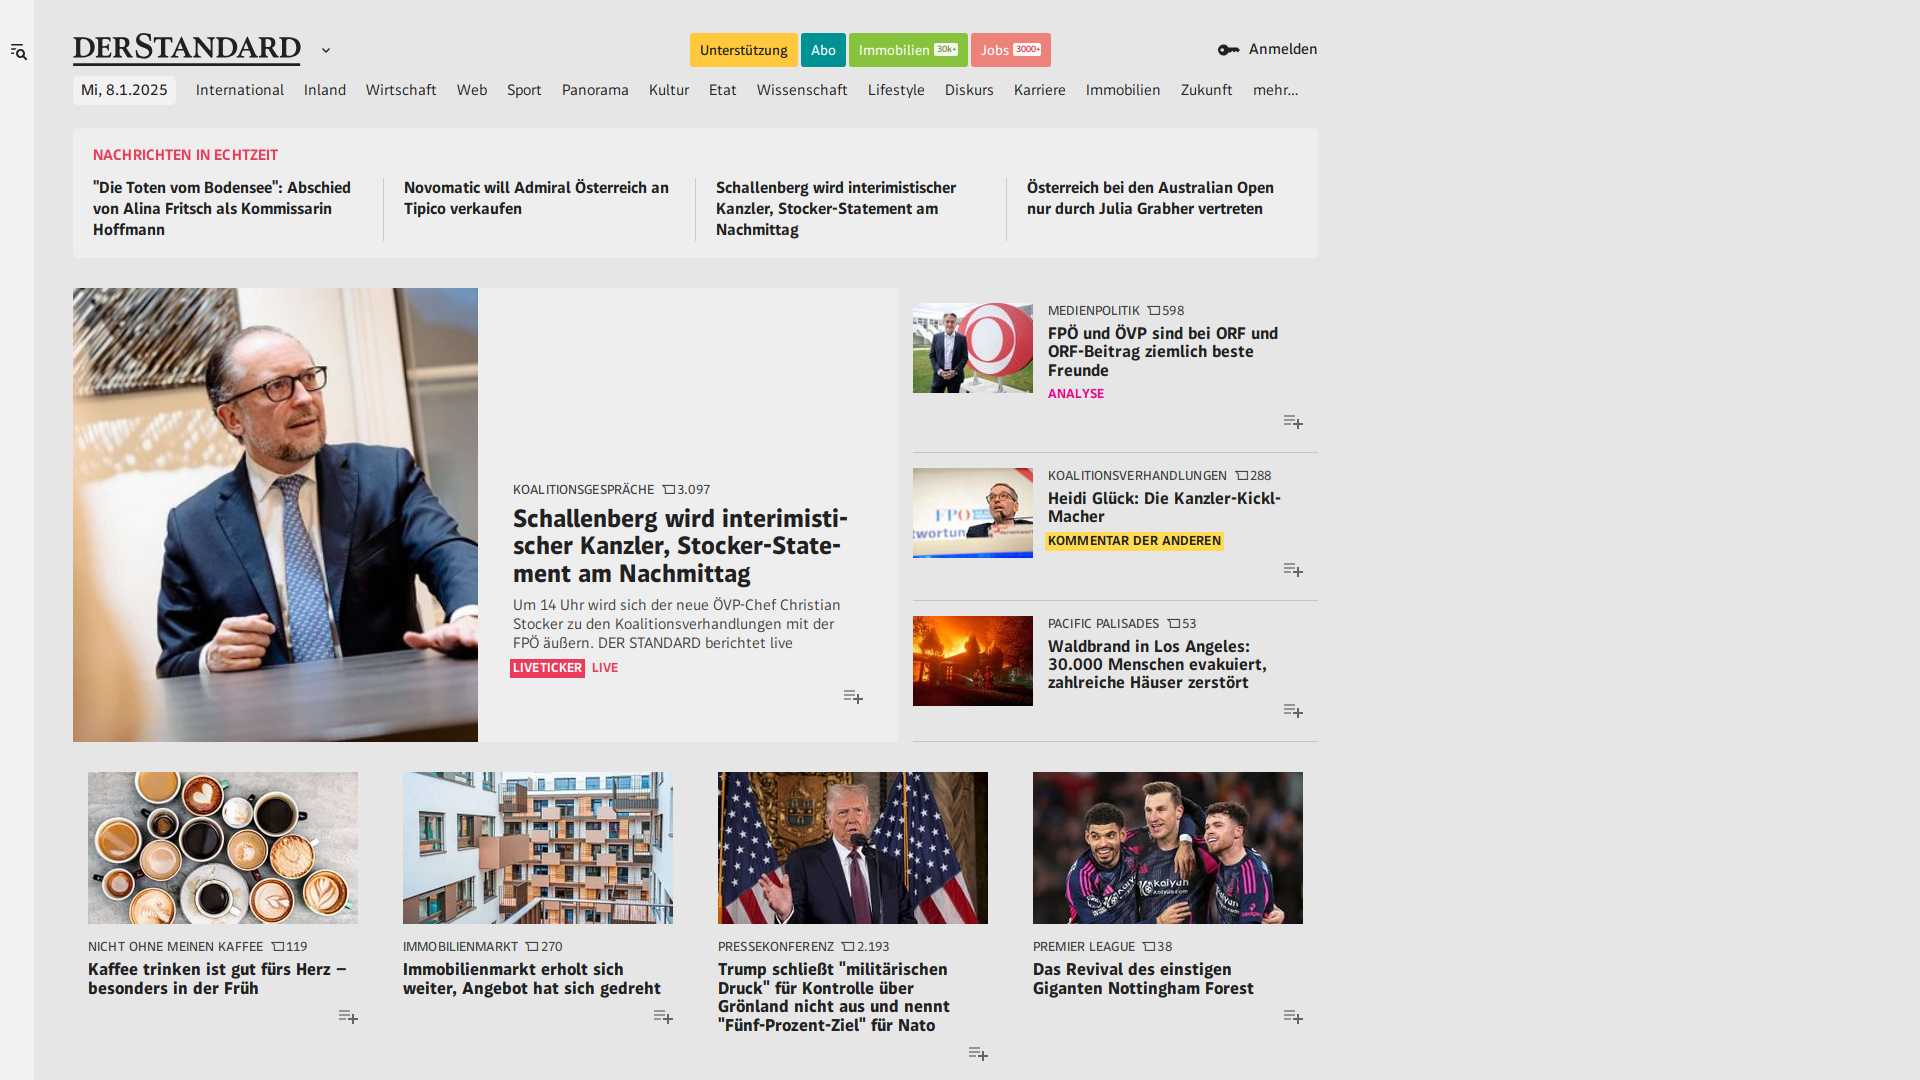 DERSTANDARD
Unterstützung
Abo
Immobilien 30k+
Jobs 3000+
Anmelden
Mi, 8.1.2025
International
Inland
Wirtschaft
Web
Sport
Panorama
Kultur
Etat
Wissenschaft
Lifestyle
Diskurs
Karriere
Immobilien
Zukunft
mehr…
NACHRICHTEN IN ECHTZEIT
"Die Toten vom Bodensee": Abschied
von Alina Fritsch als Kommissarin
Hoffmann
Novomatic will Admiral Österreich an
Tipico verkaufen
Schallenberg wird interimistischer
Kanzler, Stocker-Statement am
Nachmittag
Österreich bei den Australian Open
nur durch Julia Grabher vertreten
KOALITIONSGESPRÄCHE 3.097
Schallenberg wird interimisti-
scher Kanzler, Stocker-State-
ment am Nachmittag
Um 14 Uhr wird sich der neue ÖVP-Chef Christian
Stocker zu den Koalitionsverhandlungen mit der
FPÖ äußern. DER STANDARD berichtet live
LIVETICKER LIVE
MEDIENPOLITIK 598
FPÖ und ÖVP sind bei ORF und
ORF-Beitrag ziemlich beste
Freunde
ANALYSE
FPÖ
twortun
KOALITIONSVERHANDLUNGEN 288
Heidi Glück: Die Kanzler-Kickl-
Macher
KOMMENTAR DER ANDEREN
PACIFIC PALISADES 53
Waldbrand in Los Angeles:
30.000 Menschen evakuiert,
zahlreiche Häuser zerstört
NICHT OHNE MEINEN KAFFEE 119
Kaffee trinken ist gut fürs Herz –
besonders in der Früh
IMMOBILIENMARKT 270
Immobilienmarkt erholt sich
weiter, Angebot hat sich gedreht
PRESSEKONFERENZ 2.193
Trump schließt "militärischen
Druck" für Kontrolle über
Grönland nicht aus und nennt
"Fünf-Prozent-Ziel" für Nato
Kaiyun
PREMIER LEAGUE 38
Das Revival des einstigen
Giganten Nottingham Forest